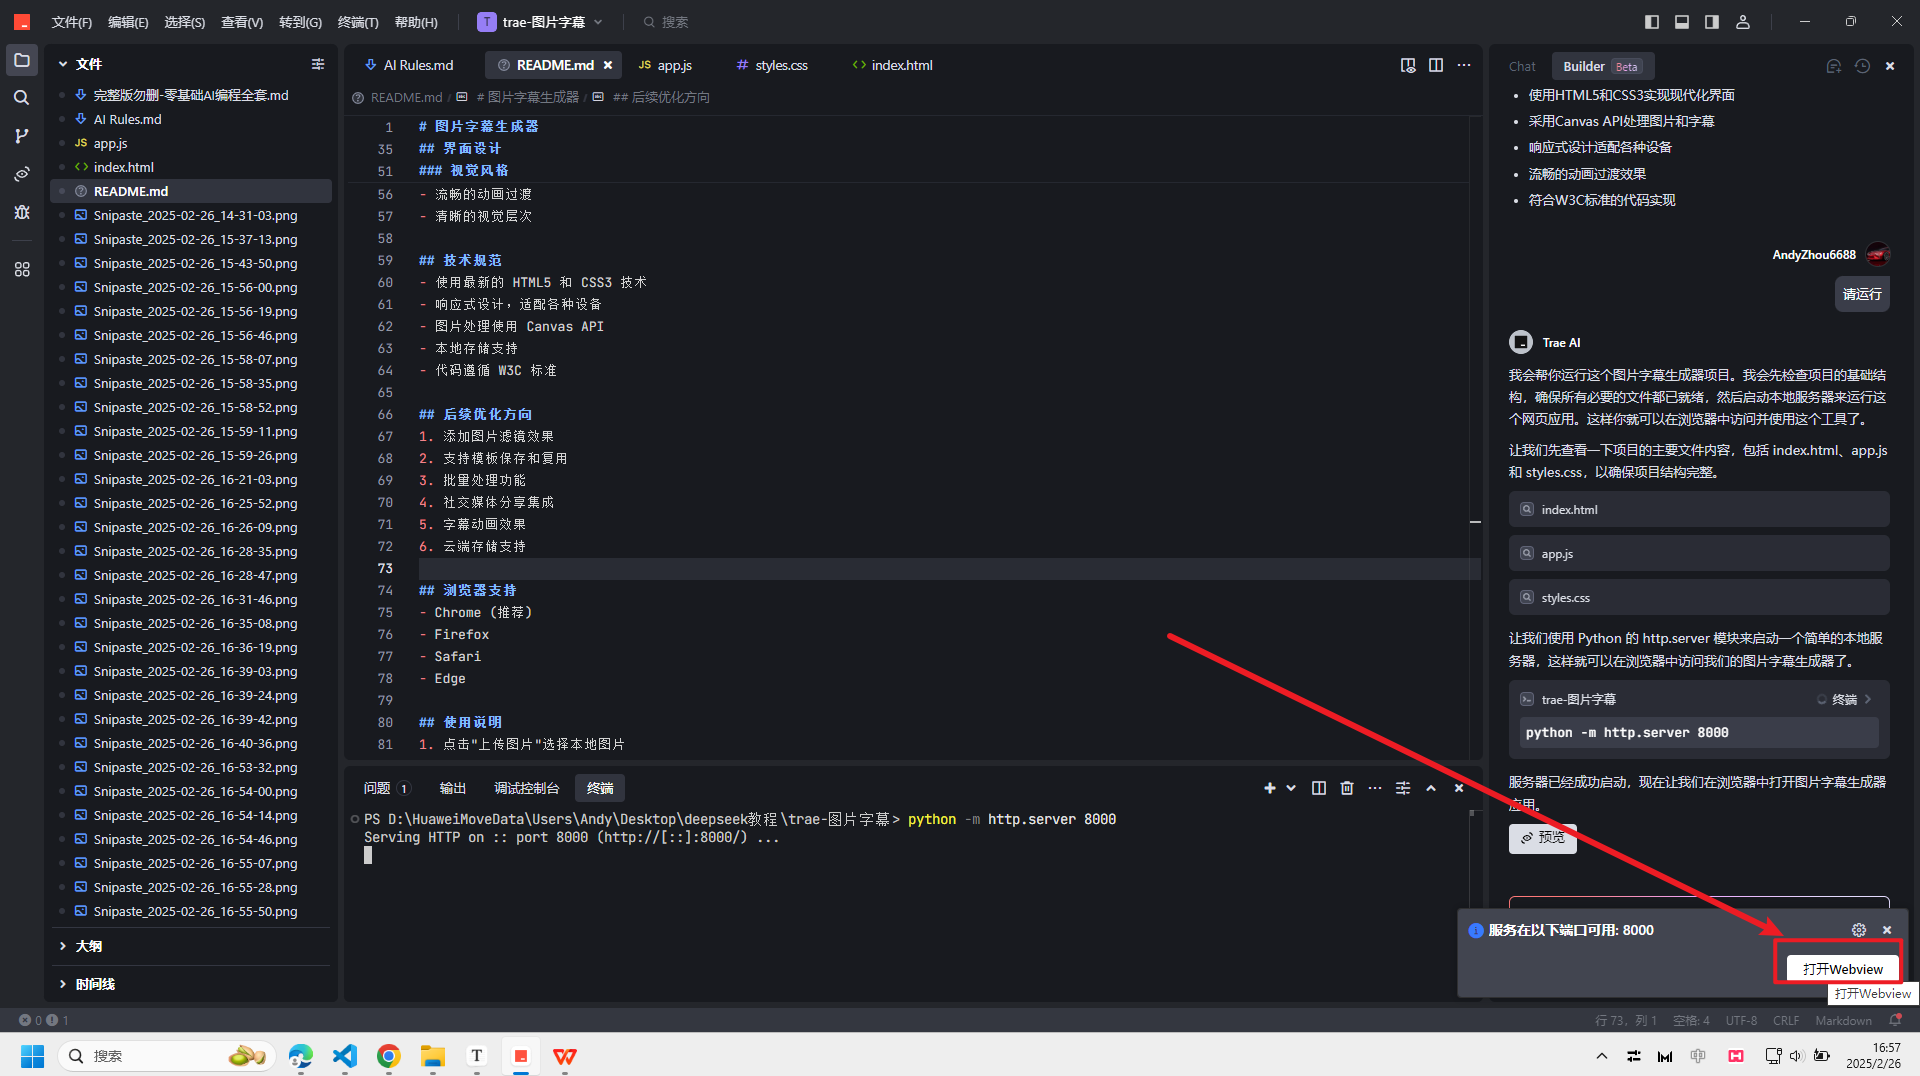 文件(F) 编辑(E) 选择(S) 查看(V) 转到(G) 终端(T) 帮助(H) T trae-图片字幕 搜索
文件
完整版勿删-零基础AI编程全套.md
AI Rules.md
JS app.js
index.html
README.md
Snipaste_2025-02-26_14-31-03.png
Snipaste_2025-02-26_15-37-13.png
Snipaste_2025-02-26_15-43-50.png
Snipaste_2025-02-26_15-56-00.png
Snipaste_2025-02-26_15-56-19.png
Snipaste_2025-02-26_15-56-46.png
Snipaste_2025-02-26_15-58-07.png
Snipaste_2025-02-26_15-58-35.png
Snipaste_2025-02-26_15-58-52.png
Snipaste_2025-02-26_15-59-11.png
Snipaste_2025-02-26_15-59-26.png
Snipaste_2025-02-26_16-21-03.png
Snipaste_2025-02-26_16-25-52.png
Snipaste_2025-02-26_16-26-09.png
Snipaste_2025-02-26_16-28-35.png
Snipaste_2025-02-26_16-28-47.png
Snipaste_2025-02-26_16-31-46.png
Snipaste_2025-02-26_16-35-08.png
Snipaste_2025-02-26_16-36-19.png
Snipaste_2025-02-26_16-39-03.png
Snipaste_2025-02-26_16-39-24.png
Snipaste_2025-02-26_16-39-42.png
Snipaste_2025-02-26_16-40-36.png
Snipaste_2025-02-26_16-53-32.png
Snipaste_2025-02-26_16-54-00.png
Snipaste_2025-02-26_16-54-14.png
Snipaste_2025-02-26_16-54-46.png
Snipaste_2025-02-26_16-55-07.png
Snipaste_2025-02-26_16-55-28.png
Snipaste_2025-02-26_16-55-50.png
大纲
时间线
AI Rules.md README.md JS app.js # styles.css index.html
README.md / # 图片字幕生成器 / ## 后续优化方向
1 # 图片字幕生成器
35 ## 界面设计
51 ### 视觉风格
56 - 流畅的动画过渡
57 - 清晰的视觉层次
58
59 ## 技术规范
60 - 使用最新的 HTML5 和 CSS3 技术
61 - 响应式设计，适配各种设备
62 - 图片处理使用 Canvas API
63 - 本地存储支持
64 - 代码遵循 W3C 标准
65
66 ## 后续优化方向
67 1. 添加图片滤镜效果
68 2. 支持模板保存和复用
69 3. 批量处理功能
70 4. 社交媒体分享集成
71 5. 字幕动画效果
72 6. 云端存储支持
73
74 ## 浏览器支持
75 - Chrome (推荐)
76 - Firefox
77 - Safari
78 - Edge
79
80 ## 使用说明
81 1. 点击"上传图片"选择本地图片
问题 1 输出 调试控制台 终端
PS D:\HuaweiMoveData\Users\Andy\Desktop\deepseek教程\trae-图片字幕> python -m http.server 8000
Serving HTTP on :: port 8000 (http://[::]:8000/) ...
Chat Builder Beta
• 使用HTML5和CSS3实现现代化界面
• 采用Canvas API处理图片和字幕
• 响应式设计适配各种设备
• 流畅的动画过渡效果
• 符合W3C标准的代码实现
AndyZhou6688
请运行
Trae AI
我会帮你运行这个图片字幕生成器项目。我会先检查项目的基础结
构，确保所有必要的文件都已就绪，然后启动本地服务器来运行这
个网页应用。这样你就可以在浏览器中访问并使用这个工具了。
让我们先查看一下项目的主要文件内容，包括 index.html、app.js
和 styles.css，以确保项目结构完整。
index.html
app.js
styles.css
让我们使用 Python 的 http.server 模块来启动一个简单的本地服
务器，这样就可以在浏览器中访问我们的图片字幕生成器了。
trae-图片字幕 终端
python -m http.server 8000
服务器已经成功启动，现在让我们在浏览器中打开图片字幕生成器
应用。
预览
服务在以下端口可用: 8000
打开Webview
打开Webview
0 1 行 73，列 1 空格: 4 UTF-8 CRLF Markdown
搜索 T 中 16:57
2025/2/26